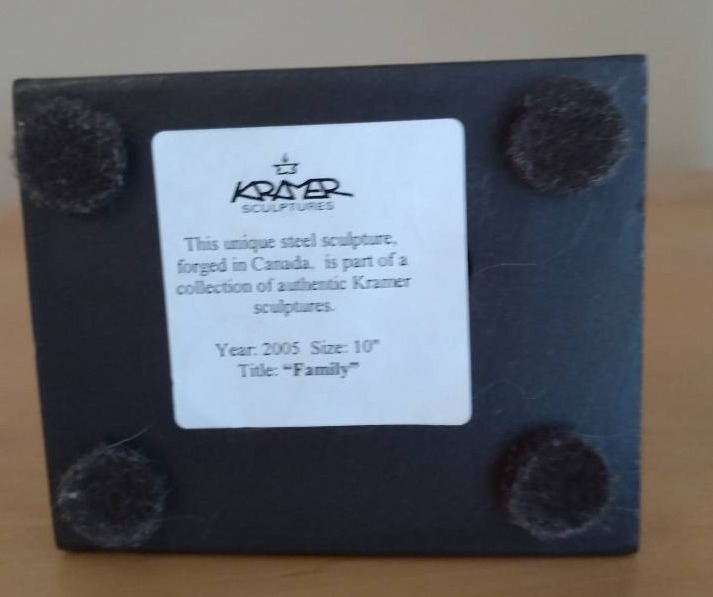 KRAMER
SCULPTURES
This unique steel sculpture,
forged in Canada, is part of a
collection of authentic Kramer
sculptures.
Year: 2005 Size: 10"
Title: “Family”